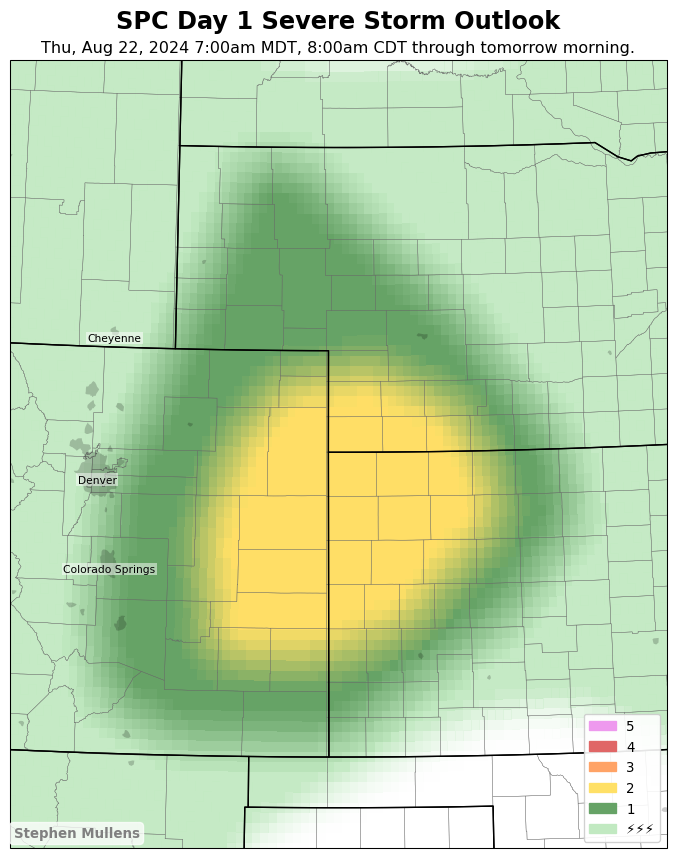 SPC Day 1 Severe Storm Outlook
Thu, Aug 22, 2024 7:00am MDT, 8:00am CDT through tomorrow morning.
Cheyenne
Denver
Colorado Springs
5
4
3
2
1
⚡⚡⚡
Stephen Mullens